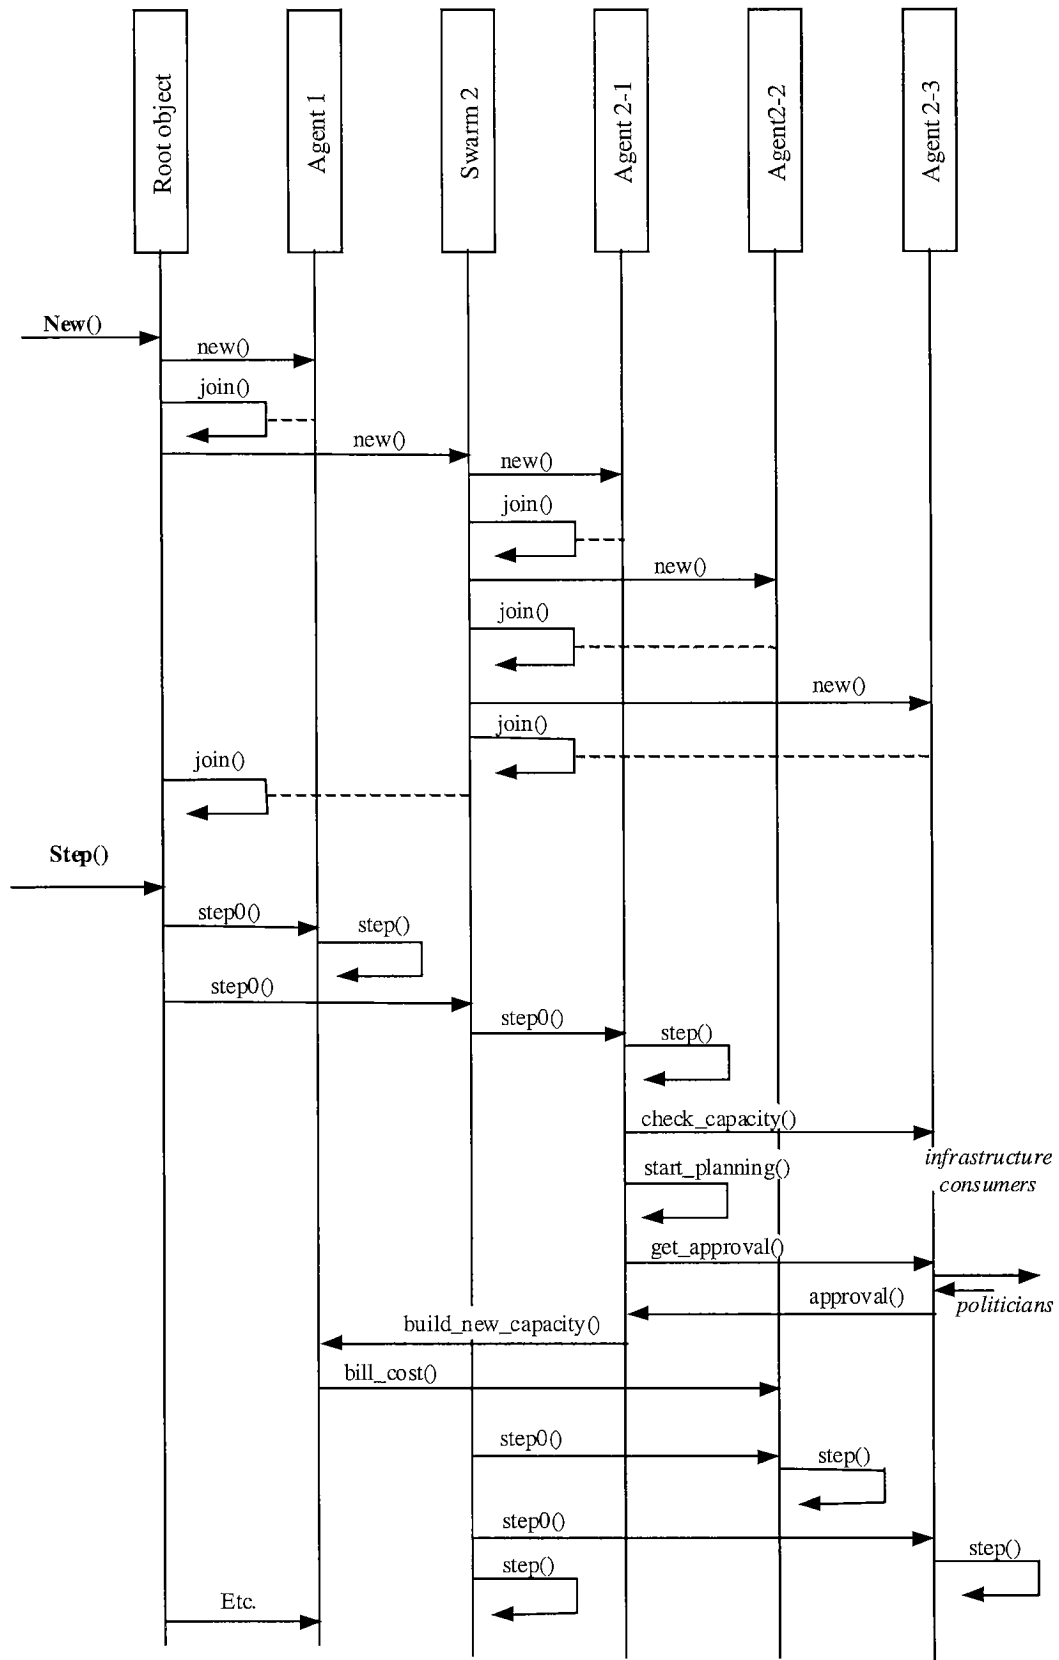 Root object
Agent 1
Swarm 2
Agent 2-1
Agent2-2
Agent 2-3
New()
new()
join()
new()
new()
join()
new()
join()
new()
join()
join()
Step()
step0()
step()
step0()
step0()
step()
check_capacity()
infrastructure
consumers
start_planning()
get_approval()
approval()
politicians
build_new_capacity()
bill_cost()
step0()
step()
step0()
step()
step()
Etc.